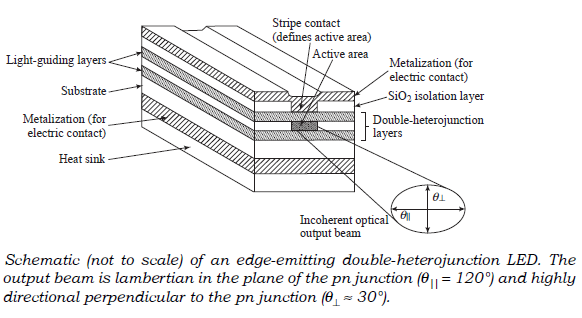 Stripe contact
(defines active area)
Active area
Light-guiding layers
Metalization (for
electric contact)
Substrate
SiO₂ isolation layer
Metalization (for
electric contact)
Double-heterojunction
layers
Heat sink
θ⊥
θ||
Incoherent optical
output beam
Schematic (not to scale) of an edge-emitting double-heterojunction LED. The
output beam is lambertian in the plane of the pn junction (θ|| = 120°) and highly
directional perpendicular to the pn junction (θ⊥ ≈ 30°).